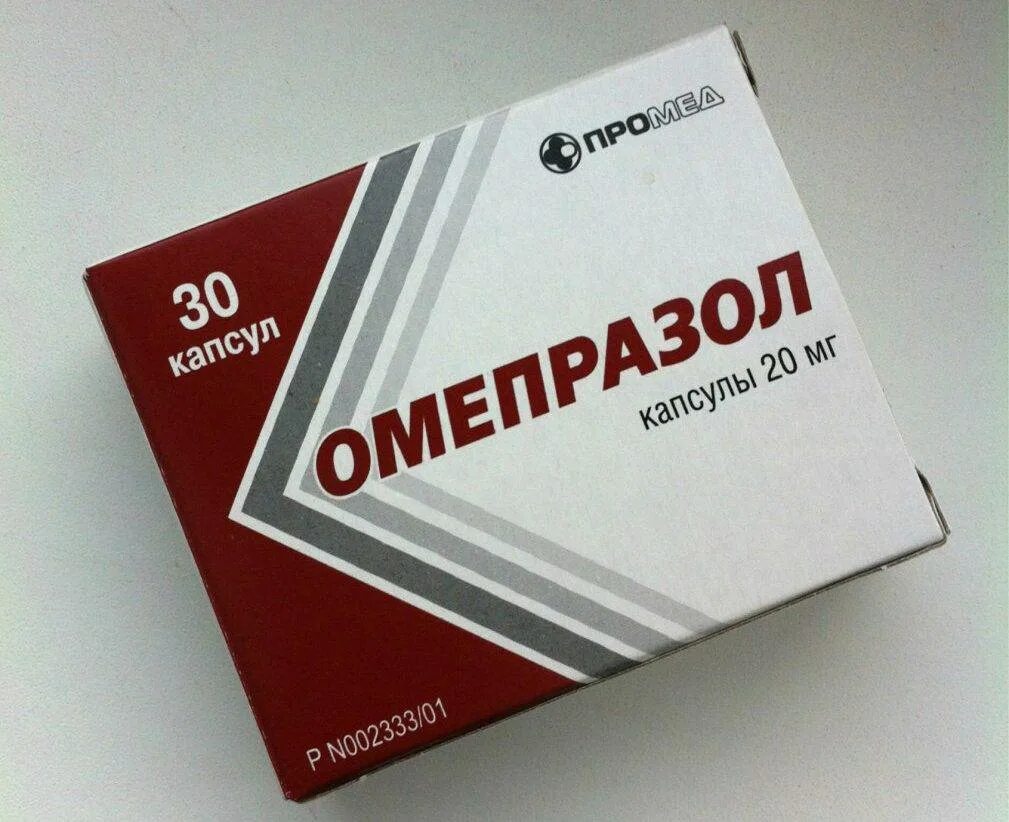 ПРОМЕД
30
капсул
ОМЕПРАЗОЛ
капсулы 20 мг
Р N002333/01